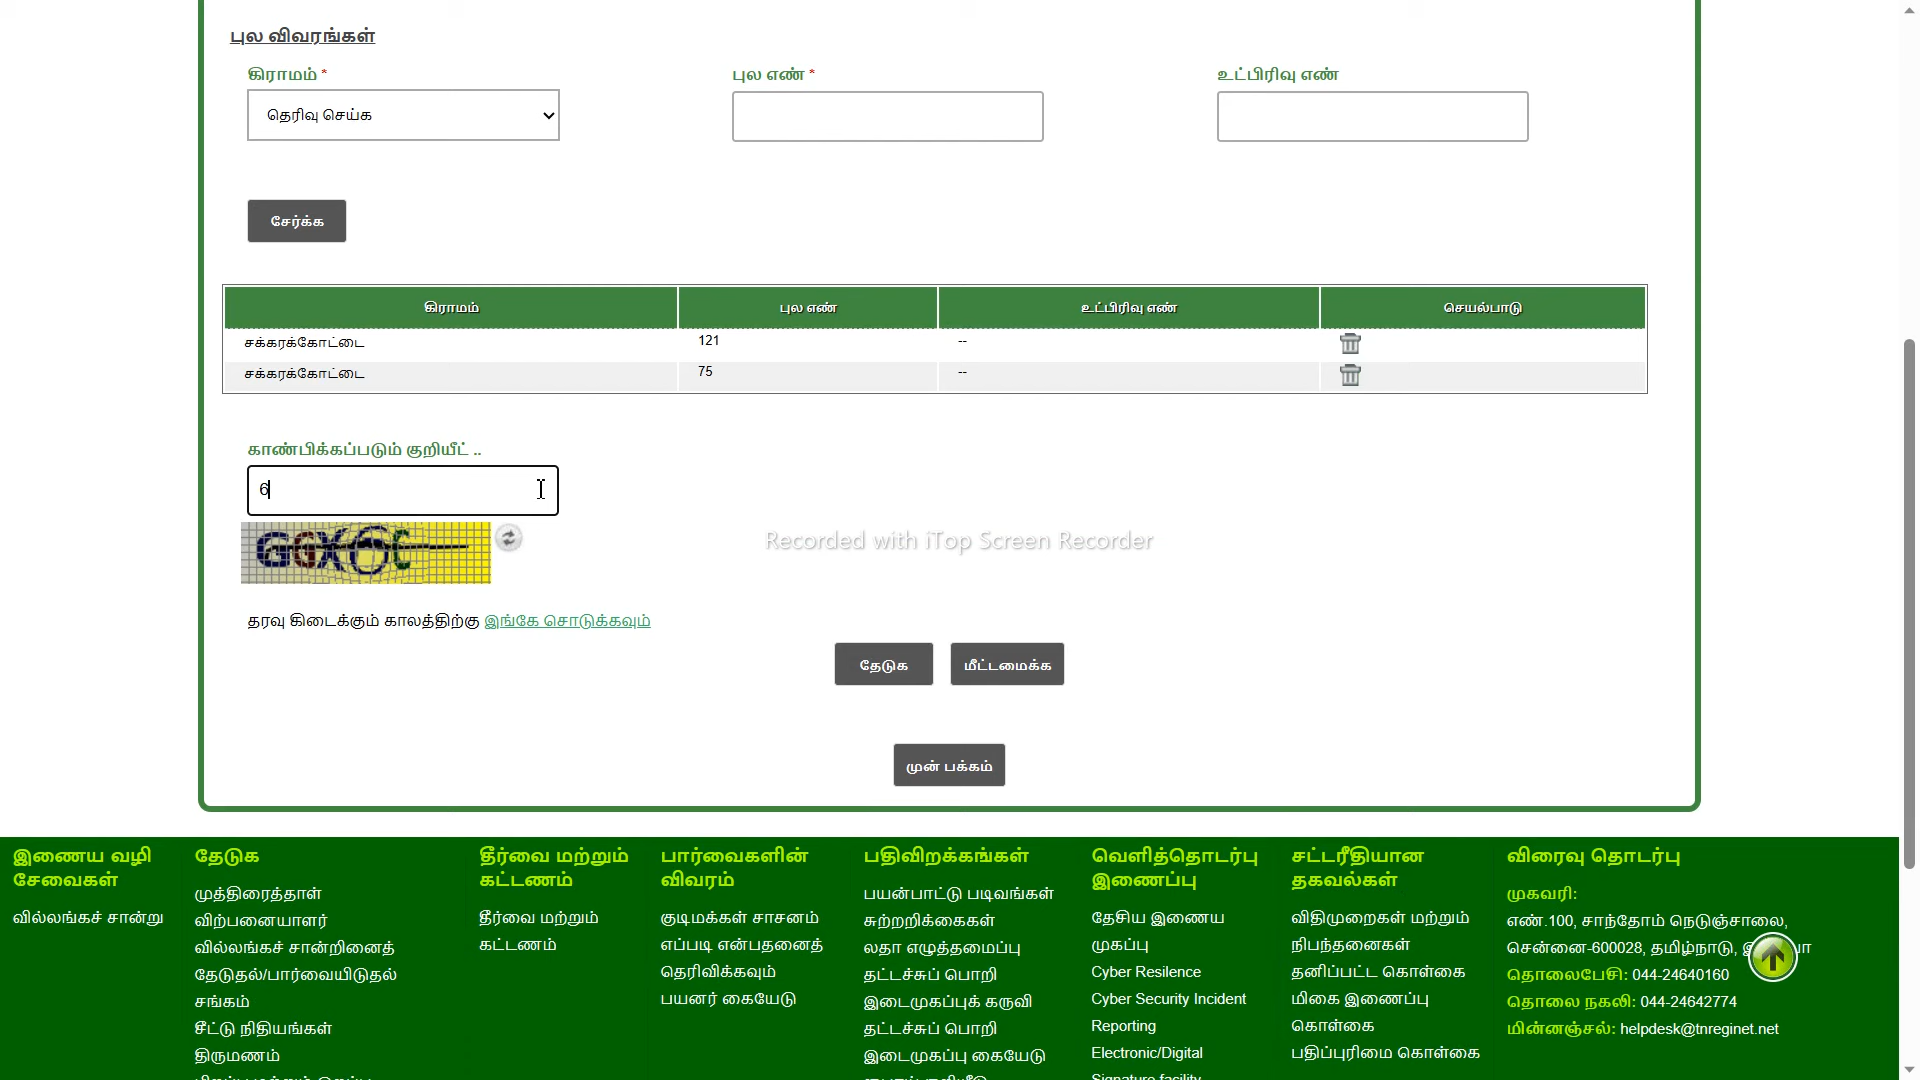 புல விவரங்கள்
கிராமம் *
புல எண் *
உட்பிரிவு எண்
தெரிவு செய்க
சேர்க்க
கிராமம் புல எண் உட்பிரிவு எண் செயல்பாடு
சக்கரக்கோட்டை 121 --
சக்கரக்கோட்டை 75 --
காண்பிக்கப்படும் குறியீட் ..
6
Recorded with iTop Screen Recorder
தரவு கிடைக்கும் காலத்திற்கு இங்கே சொடுக்கவும்
தேடுக மீட்டமைக்க
முன் பக்கம்
இணைய வழி
சேவைகள்
வில்லங்கச் சான்று
தேடுக
முத்திரைத்தாள்
விற்பனையாளர்
வில்லங்கச் சான்றினைத்
தேடுதல்/பார்வையிடுதல்
சங்கம்
சீட்டு நிதியங்கள்
திருமணம்
தீர்வை மற்றும்
கட்டணம்
தீர்வை மற்றும்
கட்டணம்
பார்வைகளின்
விவரம்
குடிமக்கள் சாசனம்
எப்படி என்பதனைத்
தெரிவிக்கவும்
பயனர் கையேடு
பதிவிறக்கங்கள்
பயன்பாட்டு படிவங்கள்
சுற்றறிக்கைகள்
லதா எழுத்தமைப்பு
தட்டச்சுப் பொறி
இடைமுகப்புக் கருவி
தட்டச்சுப் பொறி
இடைமுகப்பு கையேடு
வெளித்தொடர்பு
இணைப்பு
தேசிய இணைய
முகப்பு
Cyber Resilence
Cyber Security Incident
Reporting
Electronic/Digital
Signature facility
சட்டரீதியான
தகவல்கள்
விதிமுறைகள் மற்றும்
நிபந்தனைகள்
தனிப்பட்ட கொள்கை
மிகை இணைப்பு
கொள்கை
பதிப்புரிமை கொள்கை
விரைவு தொடர்பு
முகவரி:
எண்.100, சாந்தோம் நெடுஞ்சாலை,
சென்னை-600028, தமிழ்நாடு,
தொலைபேசி: 044-24640160
தொலை நகலி: 044-24642774
மின்னஞ்சல்: helpdesk@tnreginet.net